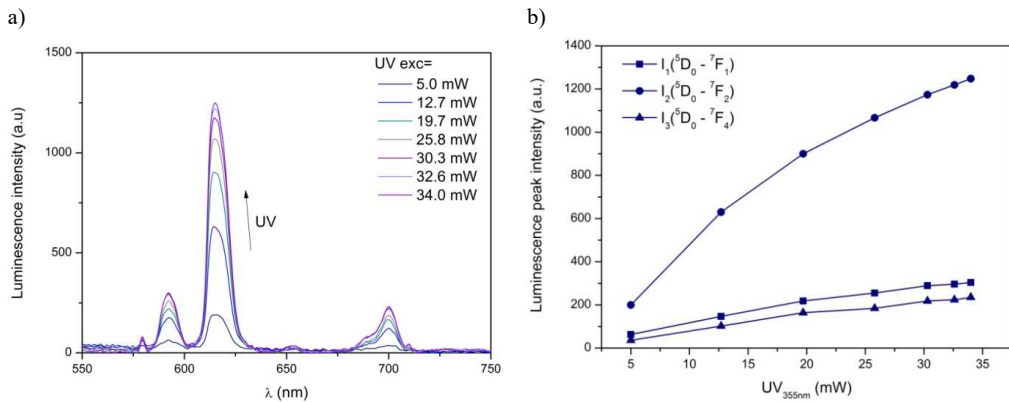 a)
b)
Luminescence intensity (a.u)
1500
1000
500
0
550
600
650
700
750
λ (nm)
UV exc=
5.0 mW
12.7 mW
19.7 mW
25.8 mW
30.3 mW
32.6 mW
34.0 mW
UV
Luminescence peak intensity (a.u.)
1400
1200
1000
800
600
400
200
0
5
10
15
20
25
30
35
UV₃₅₅nm (mW)
I₁(⁵D₀ - ⁷F₁)
I₂(⁵D₀ - ⁷F₂)
I₃(⁵D₀ - ⁷F₄)